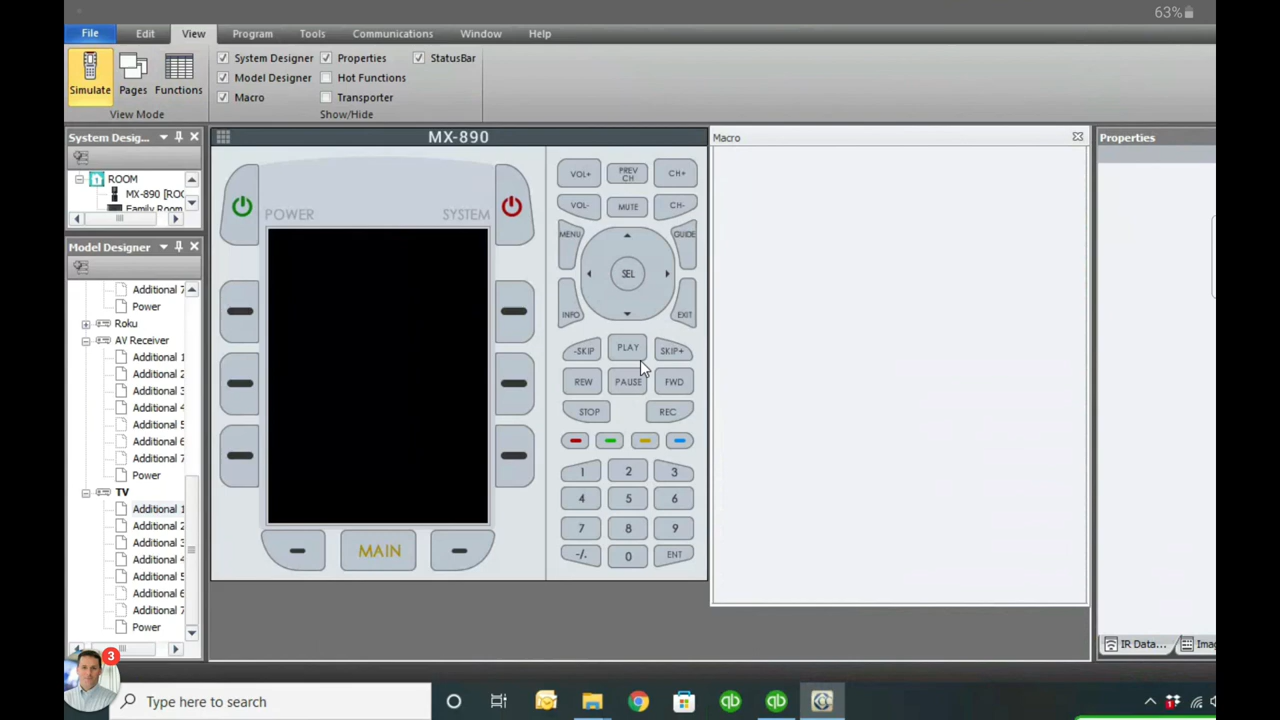 63%
File Edit View Program Tools Communications Window Help
System Designer Properties StatusBar
Model Designer Hot Functions
Macro Transporter
Simulate Pages Functions
View Mode Show/Hide
System Desig...
ROOM
MX-890 [ROO
Family Room
Model Designer
Additional 7
Power
Roku
AV Receiver
Additional 1
Additional 2
Additional 3
Additional 4
Additional 5
Additional 6
Additional 7
Power
TV
Additional 1
Additional 2
Additional 3
Additional 4
Additional 5
Additional 6
Additional 7
Power
MX-890
POWER SYSTEM
MAIN
VOL+ PREV CH CH+
VOL- MUTE CH-
MENU GUIDE
SEL
INFO EXIT
-SKIP PLAY SKIP+
REW PAUSE FWD
STOP REC
1 2 3
4 5 6
7 8 9
-/. 0 ENT
Macro
Properties
IR Data... Imag
3
Type here to search
qb qb
1